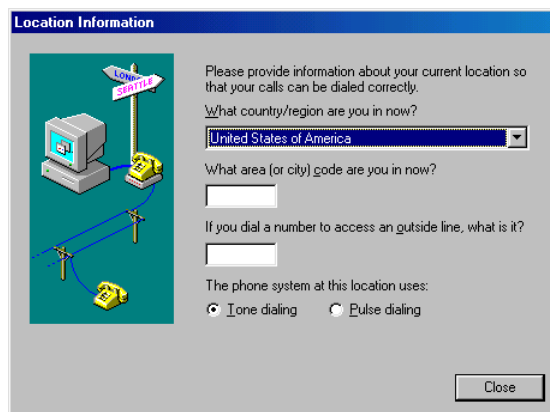 Location Information
LONDON
SEATTLE
Please provide information about your current location so
that your calls can be dialed correctly.
What country/region are you in now?
United States of America
What area (or city) code are you in now?
If you dial a number to access an outside line, what is it?
The phone system at this location uses:
Tone dialing
Pulse dialing
Close